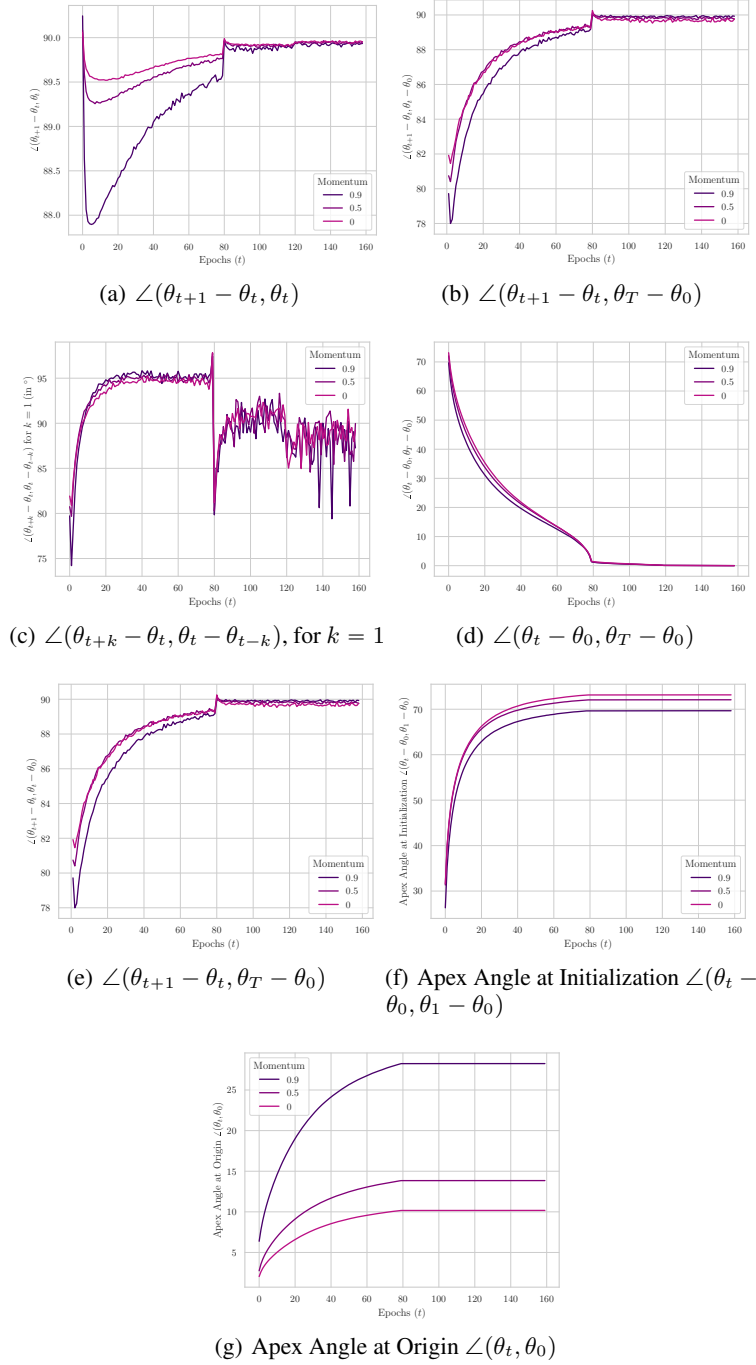 90.0
89.5
89.0
88.5
88.0
∠(θt+1 − θt, θt)
Momentum
0.9
0.5
0
0 20 40 60 80 100 120 140 160
Epochs (t)
(a) ∠(θt+1 − θt, θt)
90
88
86
84
82
80
78
∠(θt+1 − θt, θt − θ0)
Momentum
0.9
0.5
0
0 20 40 60 80 100 120 140 160
Epochs (t)
(b) ∠(θt+1 − θt, θT − θ0)
95
90
85
80
75
∠(θt+k − θt, θt − θt−k) for k = 1 (in °)
Momentum
0.9
0.5
0
0 20 40 60 80 100 120 140 160
Epochs (t)
(c) ∠(θt+k − θt, θt − θt−k), for k = 1
70
60
50
40
30
20
10
0
∠(θt − θ0, θT − θ0)
Momentum
0.9
0.5
0
0 20 40 60 80 100 120 140 160
Epochs (t)
(d) ∠(θt − θ0, θT − θ0)
90
88
86
84
82
80
78
∠(θt+1 − θt, θt − θ0)
Momentum
0.9
0.5
0
0 20 40 60 80 100 120 140 160
Epochs (t)
(e) ∠(θt+1 − θt, θT − θ0)
70
60
50
40
30
Apex Angle at Initialization ∠(θt − θ0, θ1 − θ0)
Momentum
0.9
0.5
0
0 20 40 60 80 100 120 140 160
Epochs (t)
(f) Apex Angle at Initialization ∠(θt −
θ0, θ1 − θ0)
25
20
15
10
5
Apex Angle at Origin ∠(θt, θ0)
Momentum
0.9
0.5
0
0 20 40 60 80 100 120 140 160
Epochs (t)
(g) Apex Angle at Origin ∠(θt, θ0)